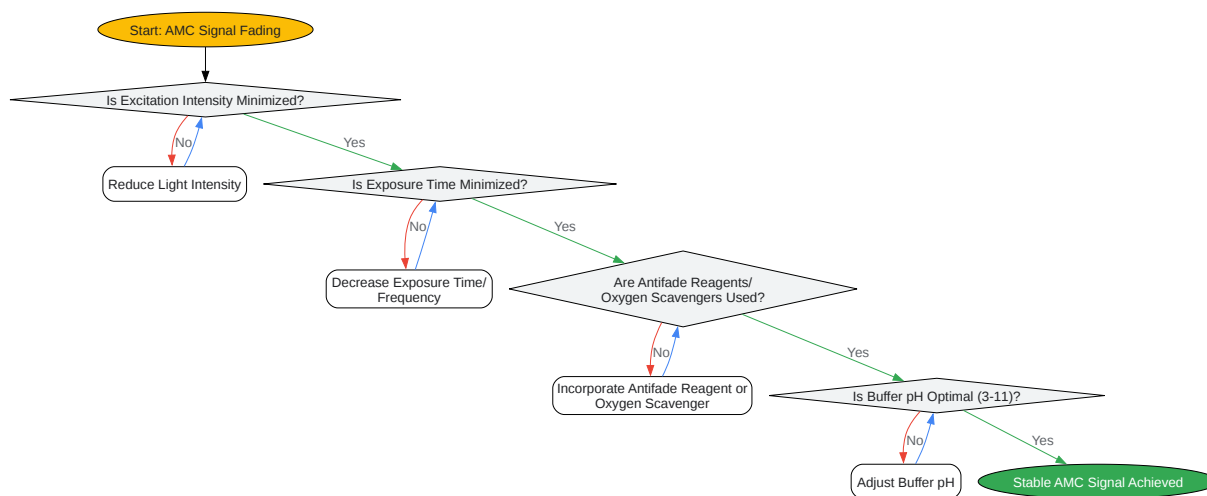 Start: AMC Signal Fading
Is Excitation Intensity Minimized?
No
Yes
Reduce Light Intensity
Is Exposure Time Minimized?
No
Yes
Decrease Exposure Time/
Frequency
Are Antifade Reagents/
Oxygen Scavengers Used?
No
Yes
Incorporate Antifade Reagent or
Oxygen Scavenger
Is Buffer pH Optimal (3-11)?
No
Yes
Adjust Buffer pH
Stable AMC Signal Achieved